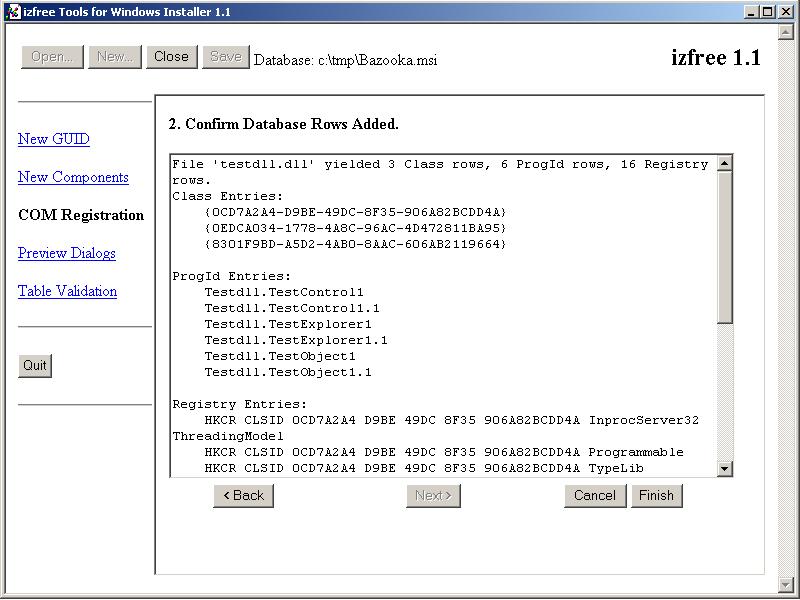 izfree Tools for Windows Installer 1.1
Open... New... Close Save Database: c:\tmp\Bazooka.msi izfree 1.1
New GUID
New Components
COM Registration
Preview Dialogs
Table Validation
Quit
2. Confirm Database Rows Added.
File 'testdll.dll' yielded 3 Class rows, 6 ProgId rows, 16 Registry
rows.
Class Entries:
{0CD7A2A4-D9BE-49DC-8F35-906A82BCDD4A}
{0EDCA034-1778-4A8C-96AC-4D472811BA95}
{8301F9BD-A5D2-4AB0-8AAC-606AB2119664}
ProgId Entries:
Testdll.TestControl1
Testdll.TestControl1.1
Testdll.TestExplorer1
Testdll.TestExplorer1.1
Testdll.TestObject1
Testdll.TestObject1.1
Registry Entries:
HKCR CLSID 0CD7A2A4 D9BE 49DC 8F35 906A82BCDD4A InprocServer32
ThreadingModel
HKCR CLSID 0CD7A2A4 D9BE 49DC 8F35 906A82BCDD4A Programmable
HKCR CLSID 0CD7A2A4 D9BE 49DC 8F35 906A82BCDD4A TypeLib
< Back Next > Cancel Finish